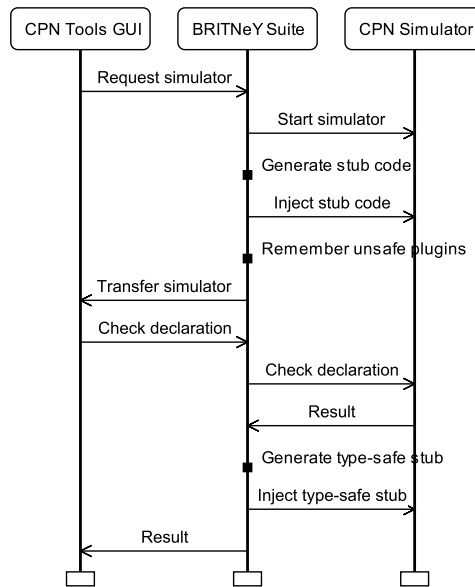 CPN Tools GUI
BRITNeY Suite
CPN Simulator
Request simulator
Start simulator
Generate stub code
Inject stub code
Remember unsafe plugins
Transfer simulator
Check declaration
Check declaration
Result
Generate type-safe stub
Inject type-safe stub
Result